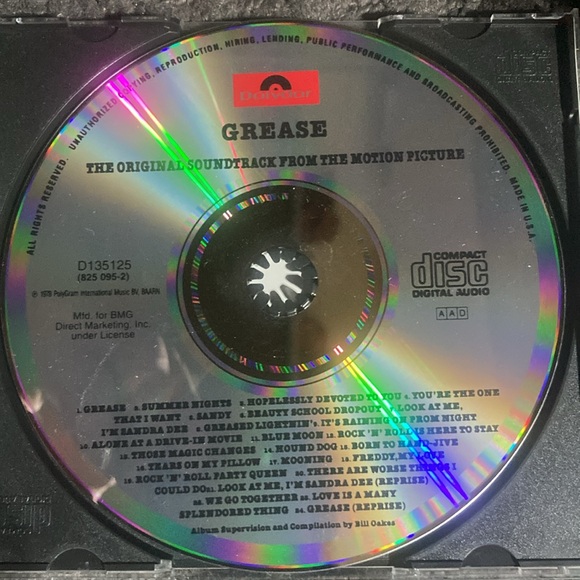 ALL RIGHTS RESERVED. UNAUTHORIZED COPYING, REPRODUCTION, HIRING, LENDING, PUBLIC PERFORMANCE AND BROADCASTING PROHIBITED. MADE IN U.S.A.
Polydor
GREASE
THE ORIGINAL SOUNDTRACK FROM THE MOTION PICTURE
D135125
(825 095-2)
℗ 1978 PolyGram International Music BV, BAARN
Mfd. for BMG
Direct Marketing, Inc.
under License
COMPACT
disc
DIGITAL AUDIO
AAD
1. GREASE 2. SUMMER NIGHTS 3. HOPELESSLY DEVOTED TO YOU 4. YOU'RE THE ONE
THAT I WANT 5. SANDY 6. BEAUTY SCHOOL DROPOUT 7. LOOK AT ME,
I'M SANDRA DEE 8. GREASED LIGHTNIN' 9. IT'S RAINING ON PROM NIGHT
10. ALONE AT A DRIVE-IN MOVIE 11. BLUE MOON 12. ROCK 'N' ROLL IS HERE TO STAY
13. THOSE MAGIC CHANGES 14. HOUND DOG 15. BORN TO HAND-JIVE
16. TEARS ON MY PILLOW 17. MOONING 18. FREDDY, MY LOVE
19. ROCK 'N' ROLL PARTY QUEEN 20. THERE ARE WORSE THINGS I
COULD DO 21. LOOK AT ME, I'M SANDRA DEE (REPRISE)
22. WE GO TOGETHER 23. LOVE IS A MANY
SPLENDORED THING 24. GREASE (REPRISE)
Album Supervision and Compilation by Bill Oakes